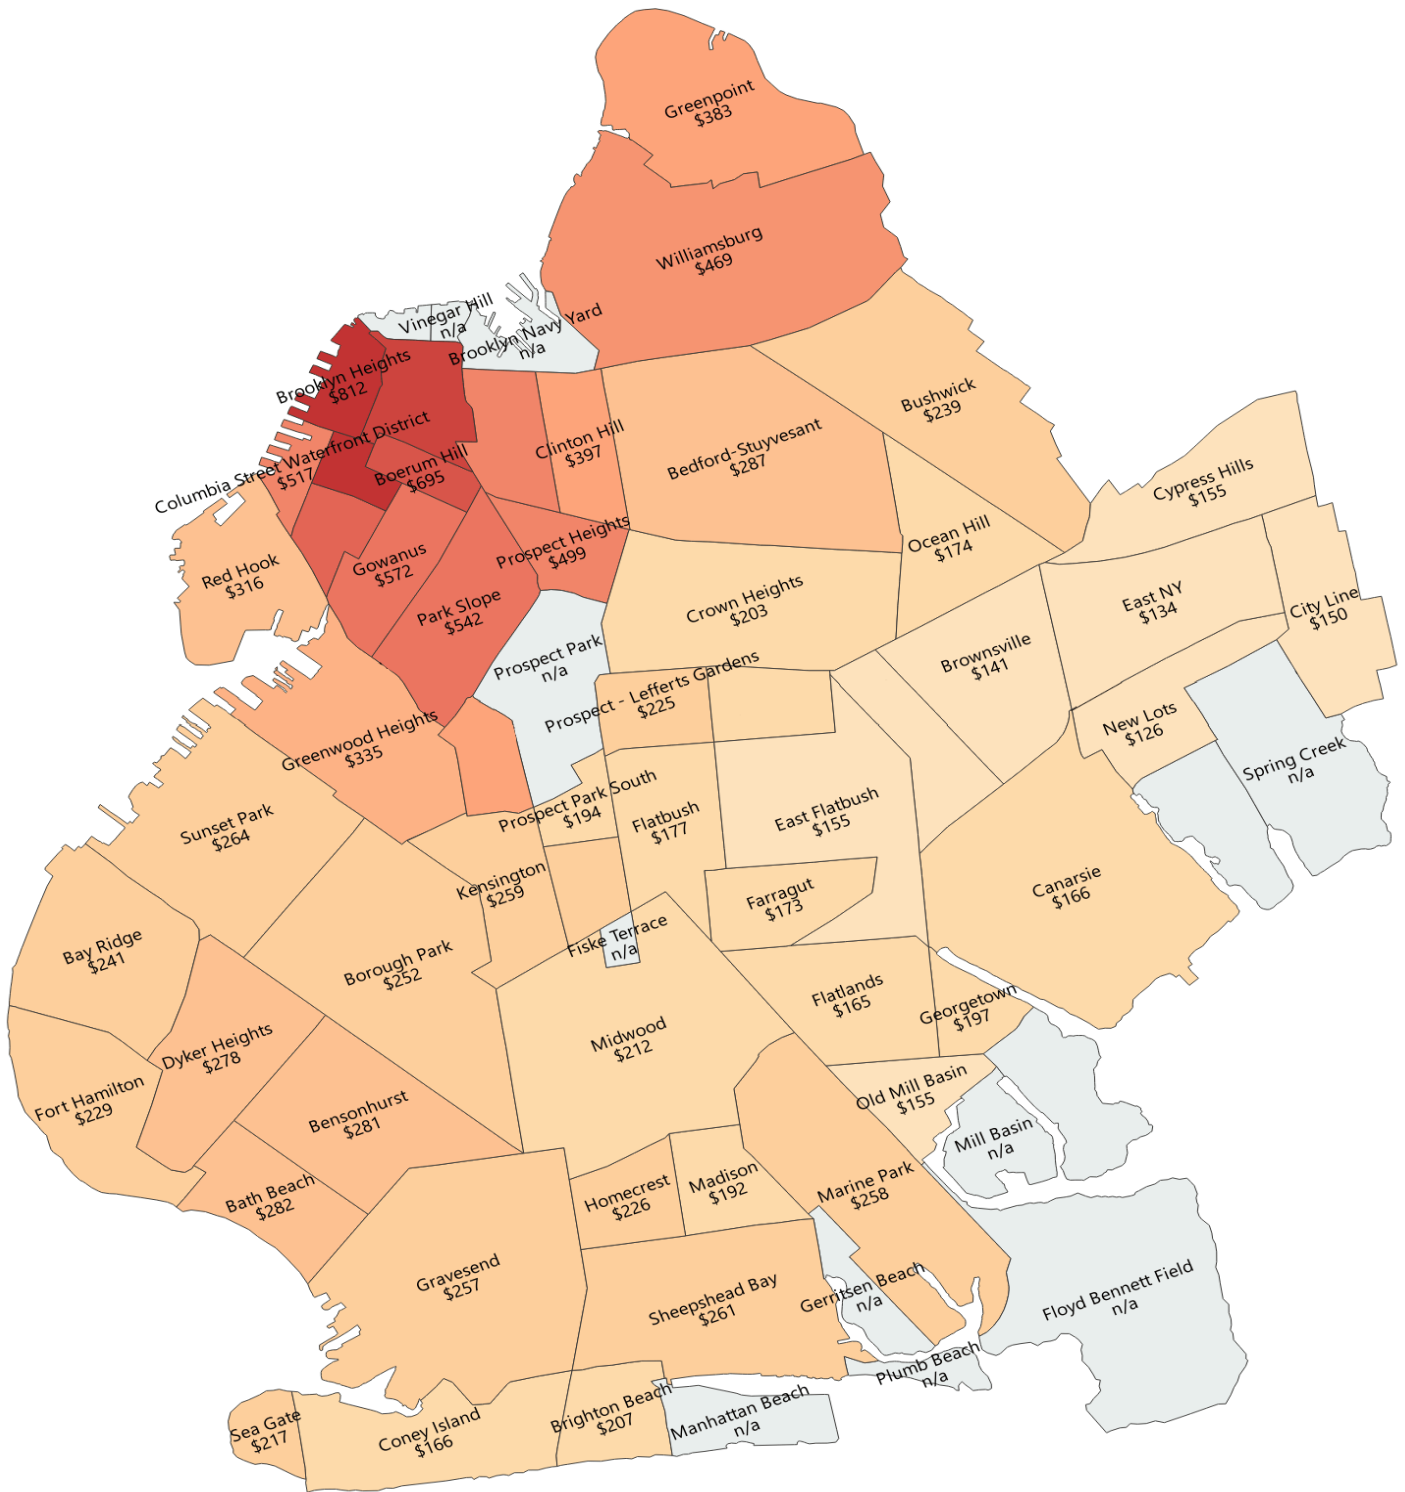 Greenpoint
$383
Williamsburg
$469
Vinegar Hill
n/a
Brooklyn Navy Yard
n/a
Brooklyn Heights
$812
Bushwick
$239
Columbia Street Waterfront District
$517
Boerum Hill
$695
Clinton Hill
$397
Bedford-Stuyvesant
$287
Cypress Hills
$155
Ocean Hill
$174
Prospect Heights
$499
Gowanus
$572
Red Hook
$316
Park Slope
$542
Crown Heights
$203
East NY
$134
City Line
$150
Prospect Park
n/a
Brownsville
$141
Prospect - Lefferts Gardens
$225
New Lots
$126
Greenwood Heights
$335
Spring Creek
n/a
Sunset Park
$264
Prospect Park South
$194
Flatbush
$177
East Flatbush
$155
Kensington
$259
Farragut
$173
Canarsie
$166
Bay Ridge
$241
Borough Park
$252
Fiske Terrace
n/a
Flatlands
$165
Georgetown
$197
Midwood
$212
Dyker Heights
$278
Fort Hamilton
$229
Old Mill Basin
$155
Bensonhurst
$281
Mill Basin
n/a
Bath Beach
$282
Homecrest
$226
Madison
$192
Marine Park
$258
Gravesend
$257
Sheepshead Bay
$261
Gerritsen Beach
n/a
Floyd Bennett Field
n/a
Plumb Beach
n/a
Sea Gate
$217
Coney Island
$166
Brighton Beach
$207
Manhattan Beach
n/a